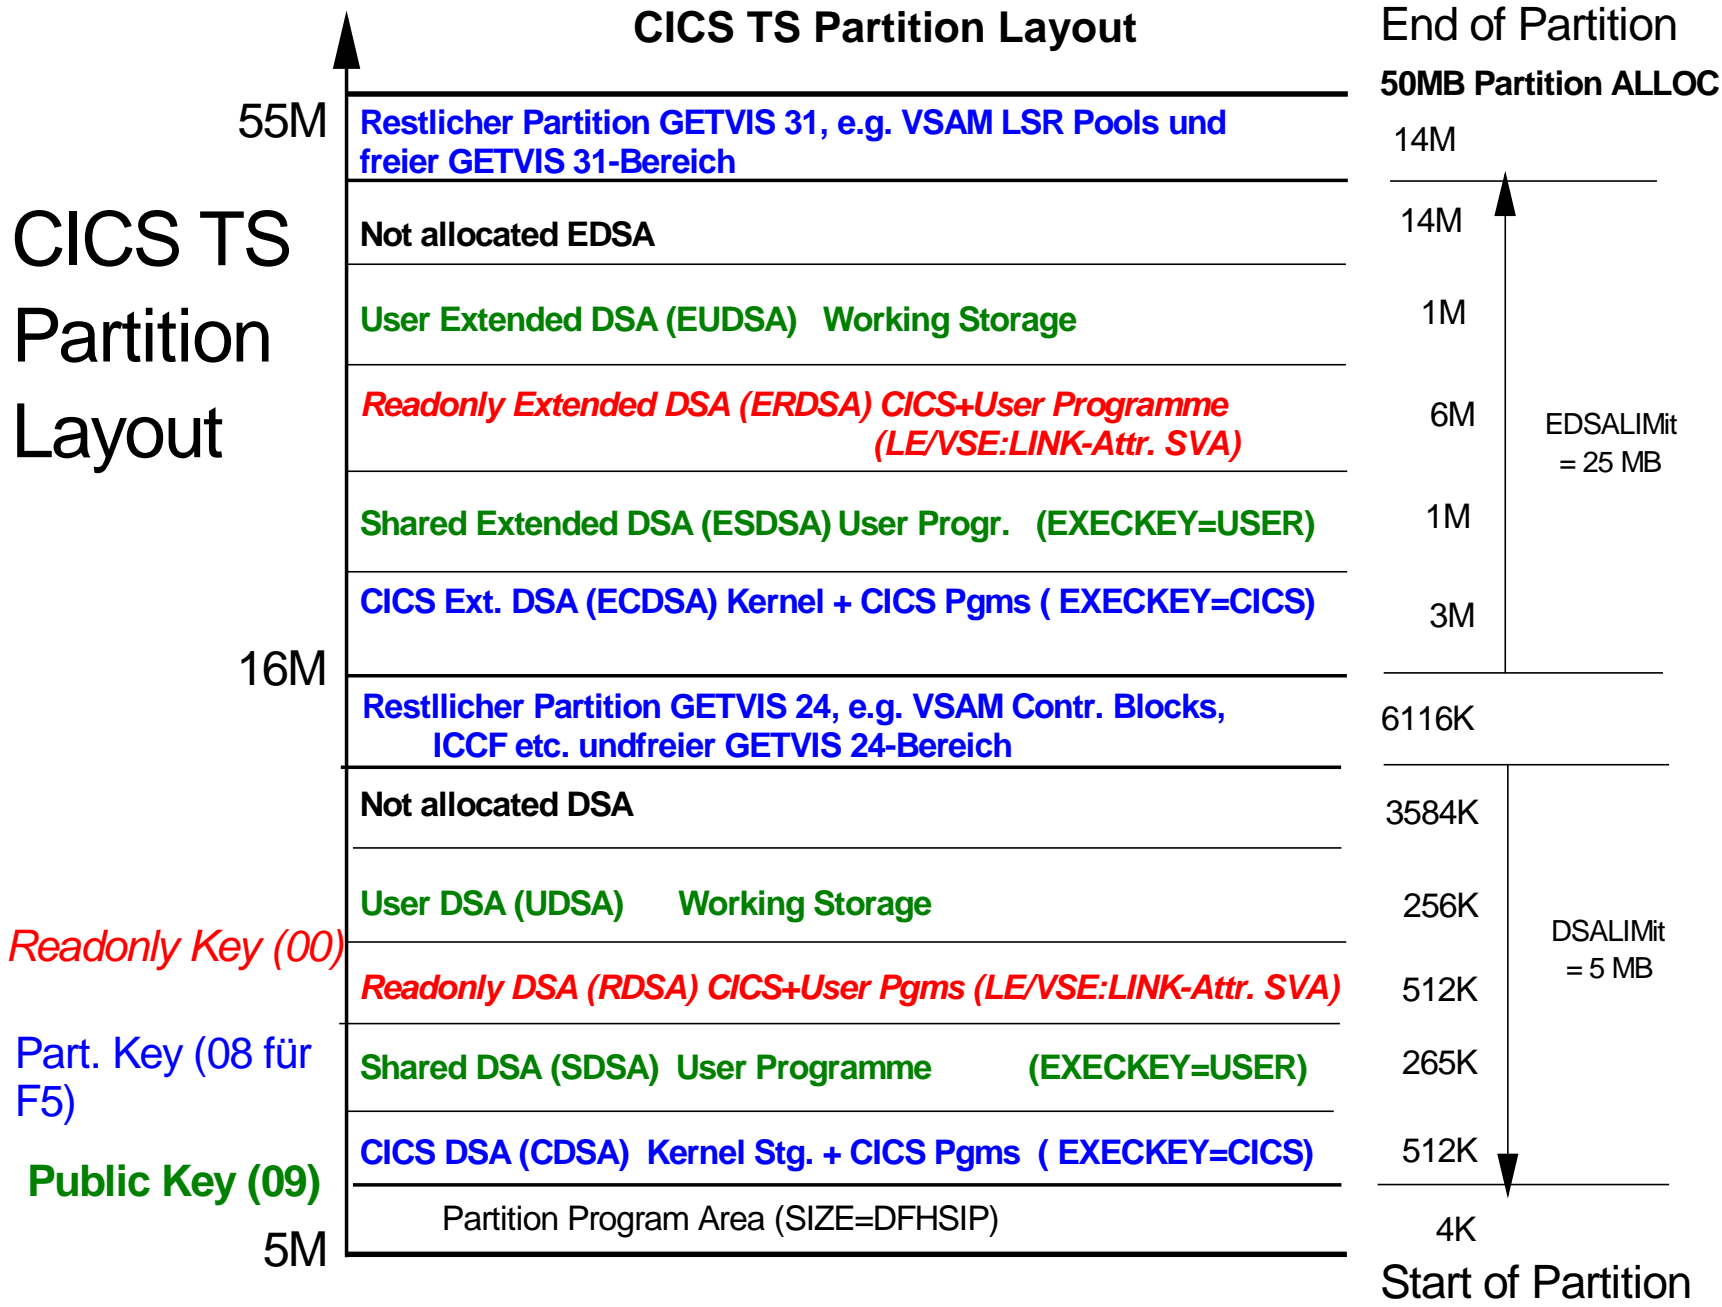 CICS TS Partition Layout
End of Partition
50MB Partition ALLOC
55M
Restlicher Partition GETVIS 31, e.g. VSAM LSR Pools und
freier GETVIS 31-Bereich
14M
CICS TS
Partition
Layout
Not allocated EDSA
14M
User Extended DSA (EUDSA) Working Storage
1M
Readonly Extended DSA (ERDSA) CICS+User Programme
(LE/VSE:LINK-Attr. SVA)
6M
EDSALIMit
= 25 MB
Shared Extended DSA (ESDSA) User Progr. (EXECKEY=USER)
1M
CICS Ext. DSA (ECDSA) Kernel + CICS Pgms ( EXECKEY=CICS)
3M
16M
Restllicher Partition GETVIS 24, e.g. VSAM Contr. Blocks,
ICCF etc. undfreier GETVIS 24-Bereich
6116K
Not allocated DSA
3584K
User DSA (UDSA) Working Storage
256K
DSALIMit
= 5 MB
Readonly Key (00)
Readonly DSA (RDSA) CICS+User Pgms (LE/VSE:LINK-Attr. SVA)
512K
Part. Key (08 für
F5)
Shared DSA (SDSA) User Programme (EXECKEY=USER)
265K
CICS DSA (CDSA) Kernel Stg. + CICS Pgms ( EXECKEY=CICS)
512K
Public Key (09)
Partition Program Area (SIZE=DFHSIP)
4K
5M
Start of Partition